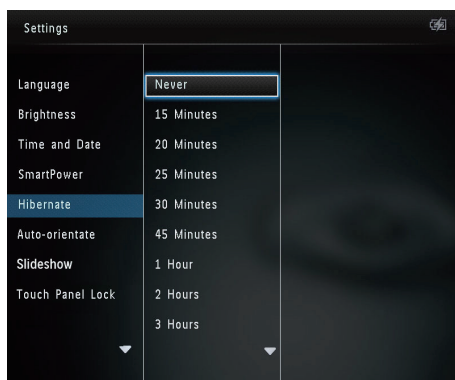 Settings
Language
Brightness
Time and Date
SmartPower
Hibernate
Auto-orientate
Slideshow
Touch Panel Lock
Never
15 Minutes
20 Minutes
25 Minutes
30 Minutes
45 Minutes
1 Hour
2 Hours
3 Hours